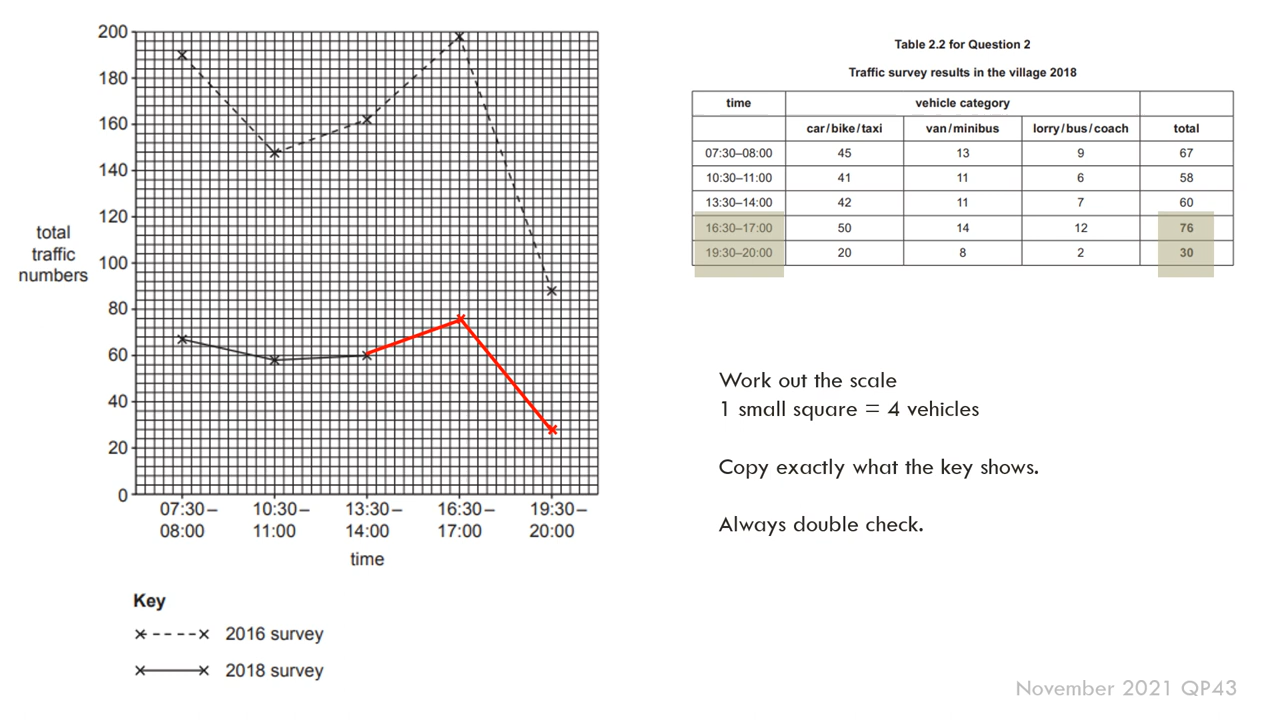 200
180
160
140
120
100
80
60
40
20
0
total
traffic
numbers
07:30– 10:30– 13:30– 16:30– 19:30–
08:00 11:00 14:00 17:00 20:00
time
Key
2016 survey
2018 survey
Table 2.2 for Question 2
Traffic survey results in the village 2018
time vehicle category
car/bike/taxi van/minibus lorry/bus/coach total
07:30–08:00 45 13 9 67
10:30–11:00 41 11 6 58
13:30–14:00 42 11 7 60
16:30–17:00 50 14 12 76
19:30–20:00 20 8 2 30
Work out the scale
1 small square = 4 vehicles
Copy exactly what the key shows.
Always double check.
November 2021 QP43